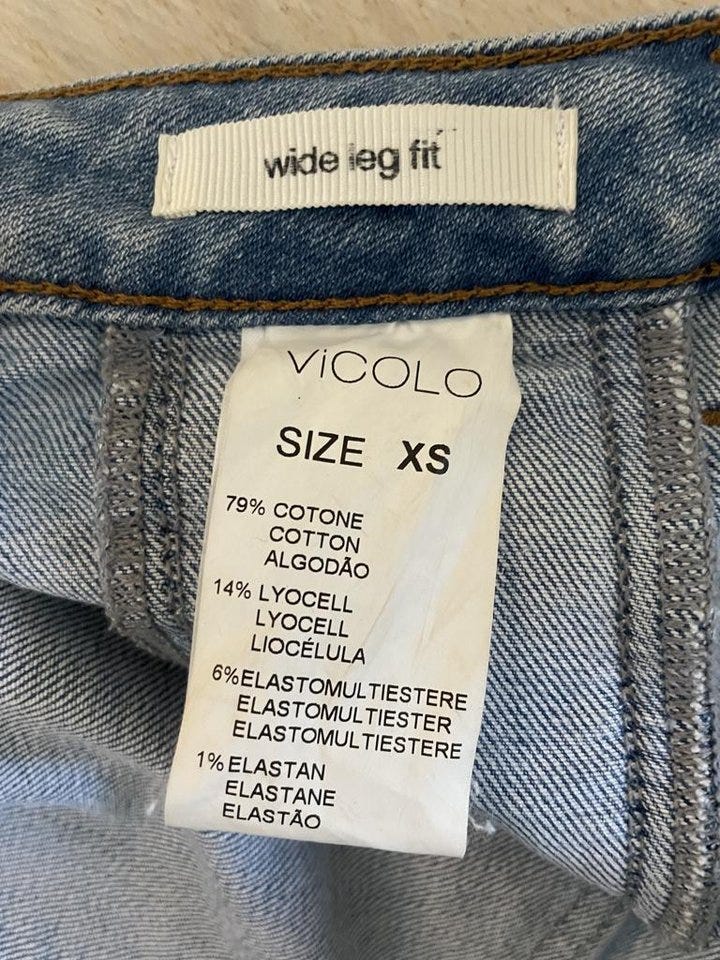 wide leg fit
ViCOLO
SIZE XS
79% COTONE
COTTON
ALGODÃO
14% LYOCELL
LYOCELL
LIOCÉLULA
6%ELASTOMULTIESTERE
ELASTOMULTIESTER
ELASTOMULTIESTERE
1% ELASTAN
ELASTANE
ELASTÃO